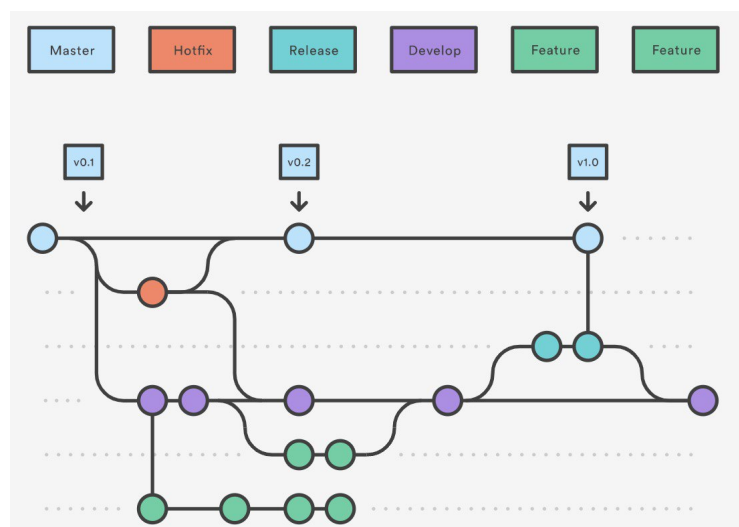 Master
Hotfix
Release
Develop
Feature
Feature
v0.1
v0.2
v1.0